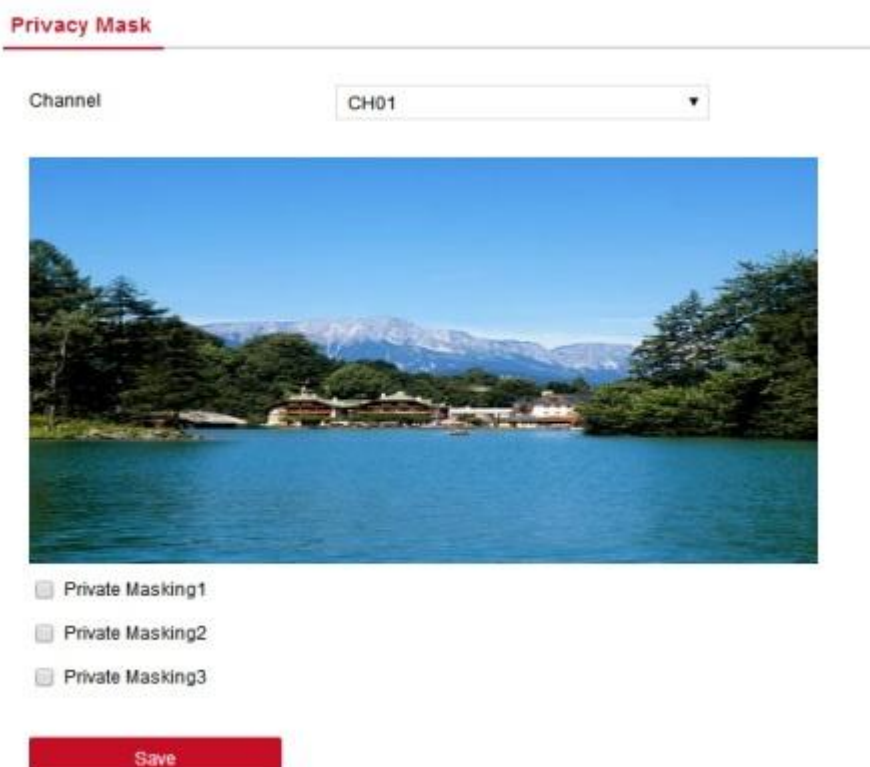 Privacy Mask
Channel CH01
Private Masking1
Private Masking2
Private Masking3
Save